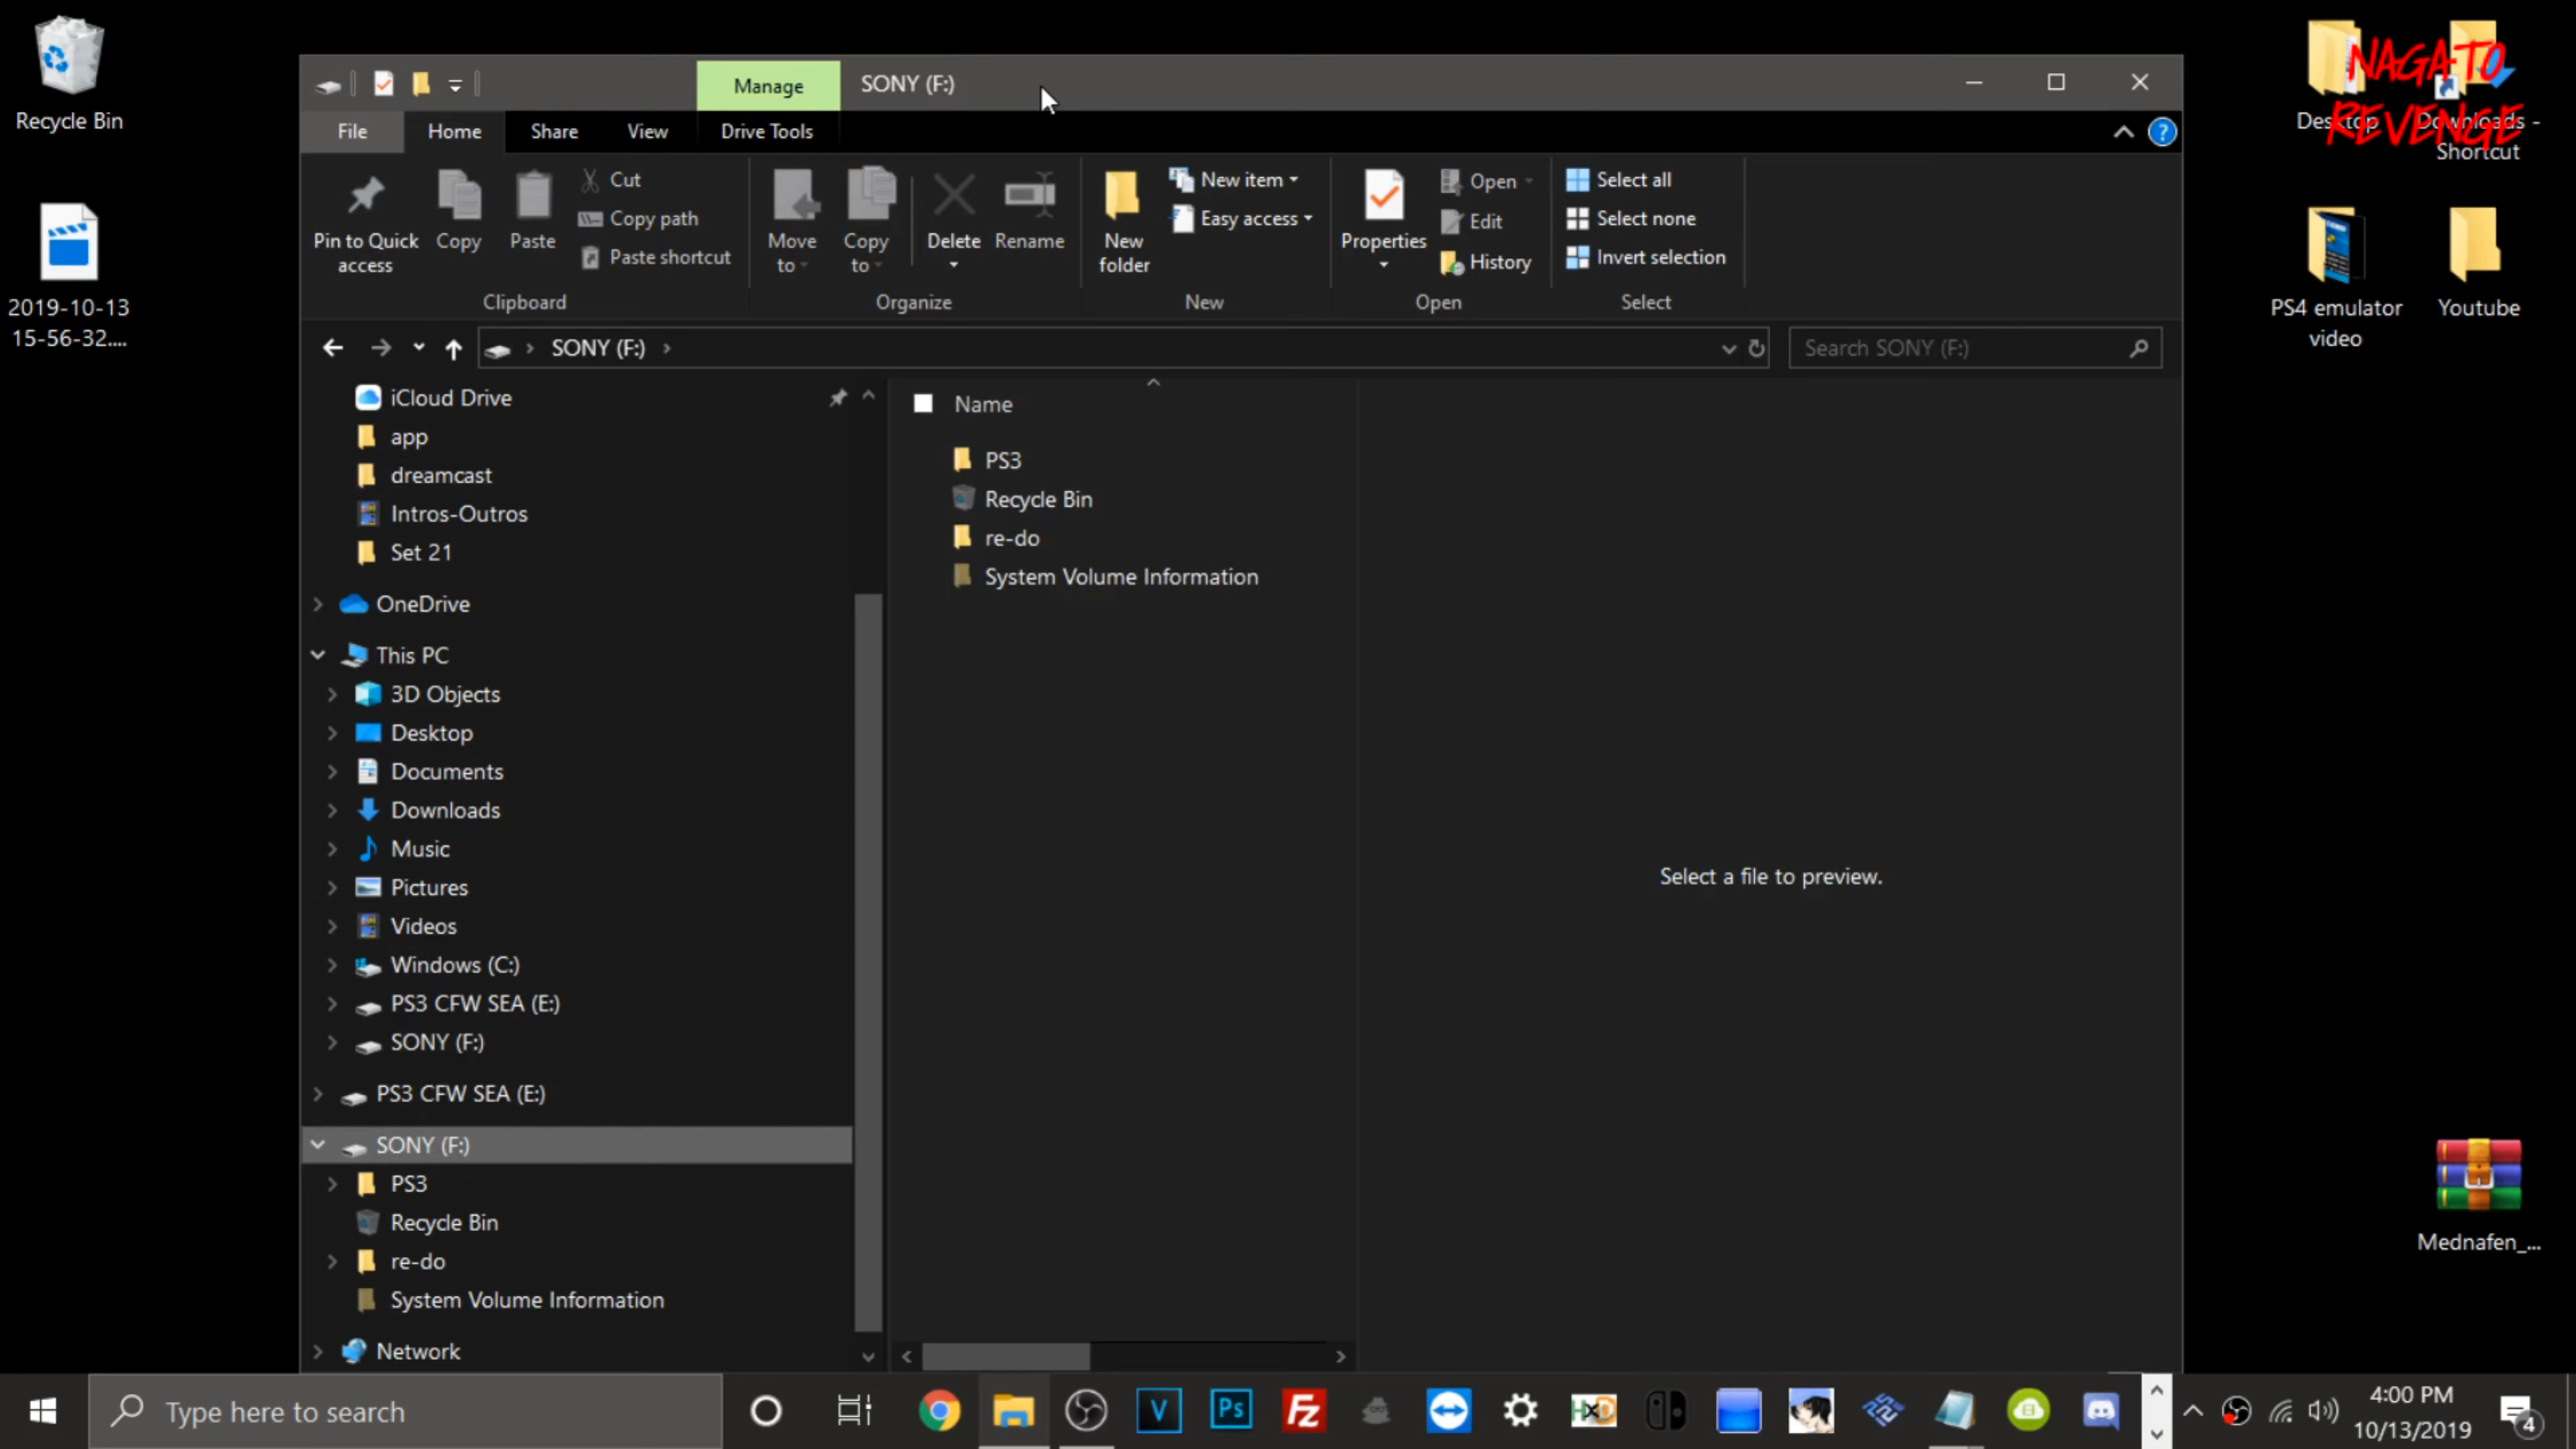 Recycle Bin
2019-10-13
15-56-32....
Manage
SONY (F:)
File
Home
Share
View
Drive Tools
Pin to Quick
access
Copy
Paste
Cut
Copy path
Paste shortcut
Clipboard
Move
to
Copy
to
Delete
Rename
Organize
New
folder
New item
Easy access
New
Properties
Open
Edit
History
Open
Select all
Select none
Invert selection
Select
SONY (F:)
Search SONY (F:)
iCloud Drive
app
dreamcast
Intros-Outros
Set 21
OneDrive
This PC
3D Objects
Desktop
Documents
Downloads
Music
Pictures
Videos
Windows (C:)
PS3 CFW SEA (E:)
SONY (F:)
PS3 CFW SEA (E:)
SONY (F:)
PS3
Recycle Bin
re-do
System Volume Information
Network
Name
PS3
Recycle Bin
re-do
System Volume Information
Select a file to preview.
NAGATO
REVENGE
Desktop
Downloads -
Shortcut
PS4 emulator
video
Youtube
Mednafen_...
Type here to search
V
Ps
Fz
HxD
4:00 PM
10/13/2019
4